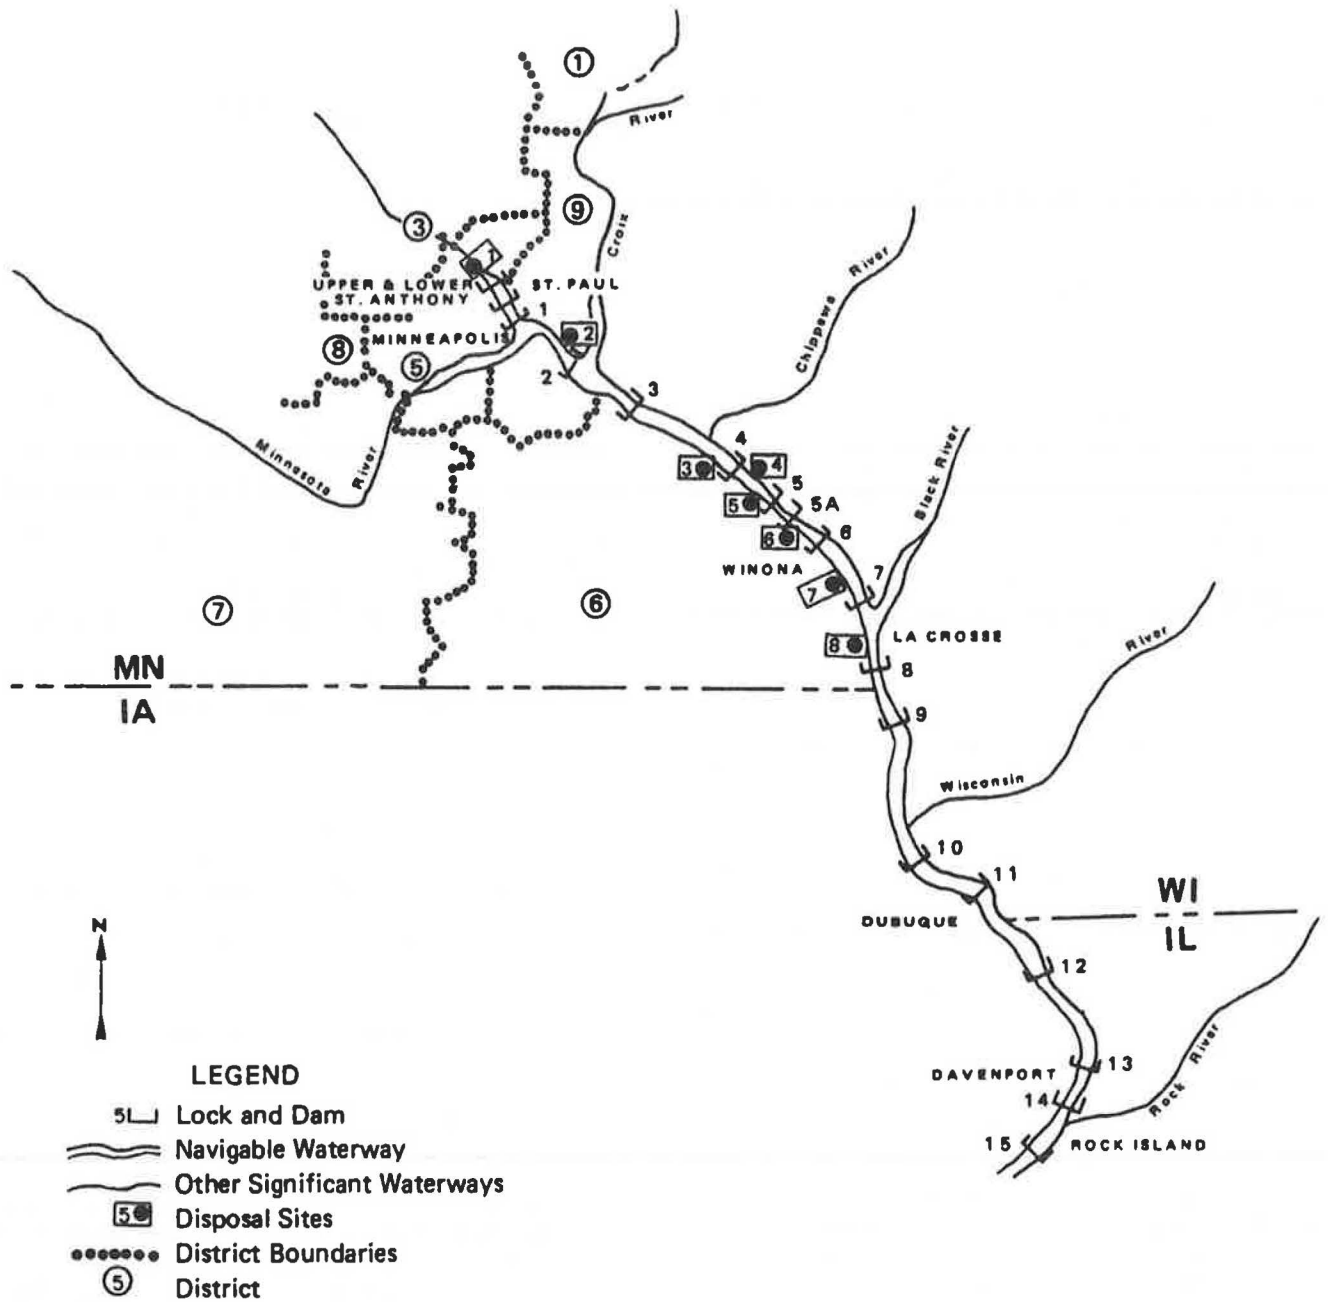 1
River
3
9
Croix
1
UPPER & LOWER
ST. ANTHONY
ST. PAUL
1
MINNEAPOLIS
2
8
5
2
3
Chippewa River
Minnesota River
4
3
4
5
5
5A
6
6
Black River
WINONA
7
7
7
6
8
LA CROSSE
8
MN
IA
9
River
Wisconsin
10
11
WI
IL
DUBUQUE
N
12
13
DAVENPORT
14
Rock River
15
ROCK ISLAND
LEGEND
5 Lock and Dam
Navigable Waterway
Other Significant Waterways
5 Disposal Sites
District Boundaries
5 District